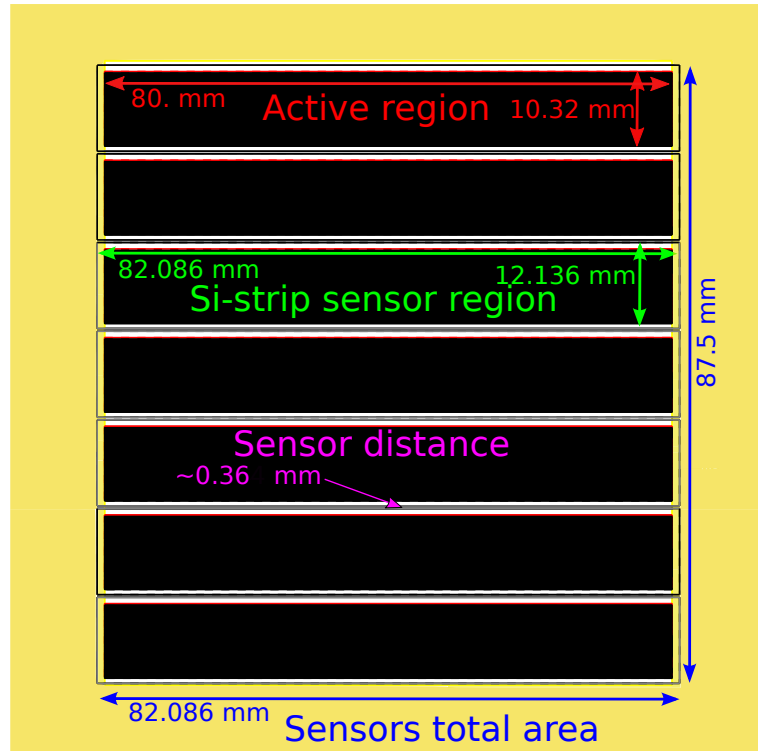 80. mm
Active region
10.32 mm
82.086 mm
12.136 mm
Si-strip sensor region
87.5 mm
Sensor distance
~0.36 mm
82.086 mm
Sensors total area